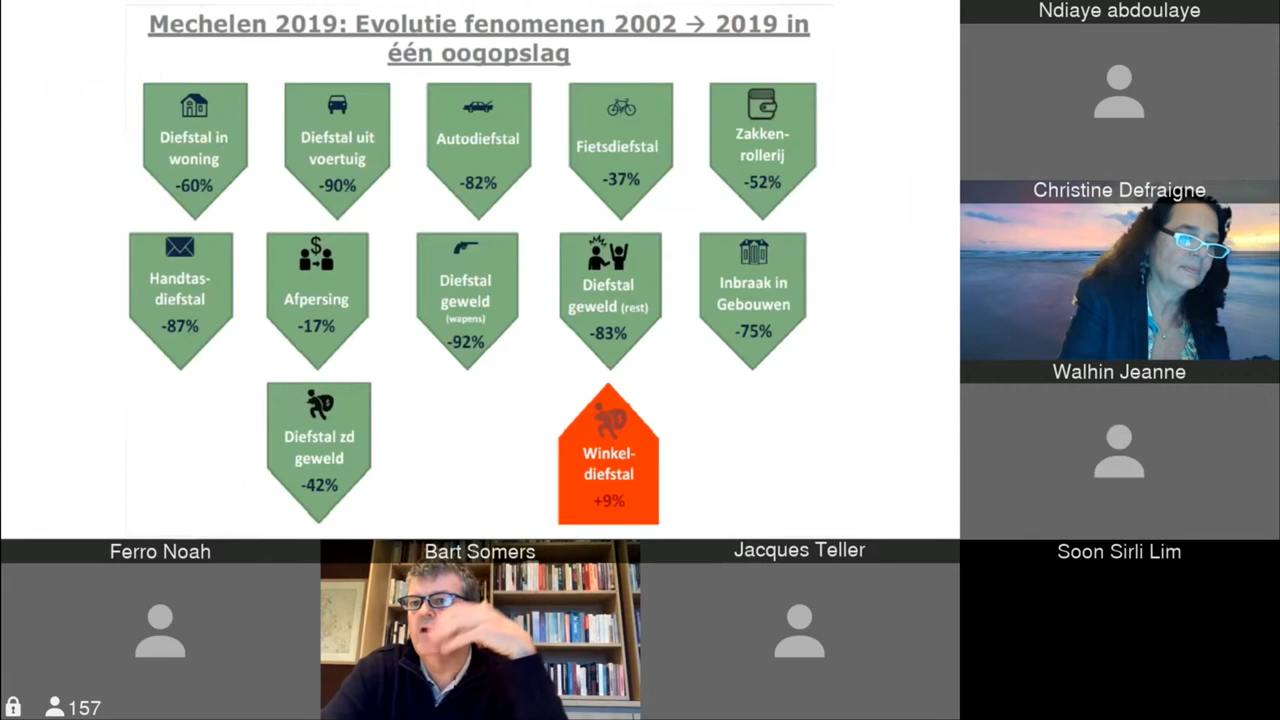 Mechelen 2019: Evolutie fenomenen 2002 → 2019 in
één oogopslag
Diefstal in
woning
-60%
Diefstal uit
voertuig
-90%
Autodiefstal
-82%
Fietsdiefstal
-37%
Zakken-
rollerij
-52%
Handtas-
diefstal
-87%
$
Afpersing
-17%
Diefstal
geweld
(wapens)
-92%
Diefstal
geweld (rest)
-83%
Inbraak in
Gebouwen
-75%
Diefstal zd
geweld
-42%
Winkel-
diefstal
+9%
Ndiaye abdoulaye
Christine Defraigne
Walhin Jeanne
Ferro Noah
Bart Somers
Jacques Teller
Soon Sirli Lim
157